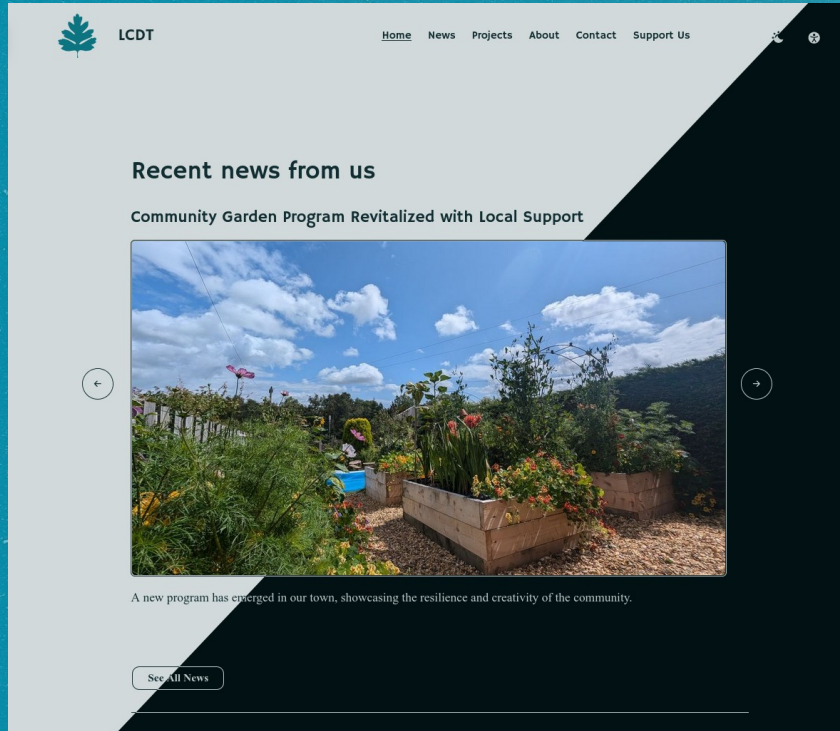 LCDT
Home News Projects About Contact Support Us
Recent news from us
Community Garden Program Revitalized with Local Support
A new program has emerged in our town, showcasing the resilience and creativity of the community.
See All News